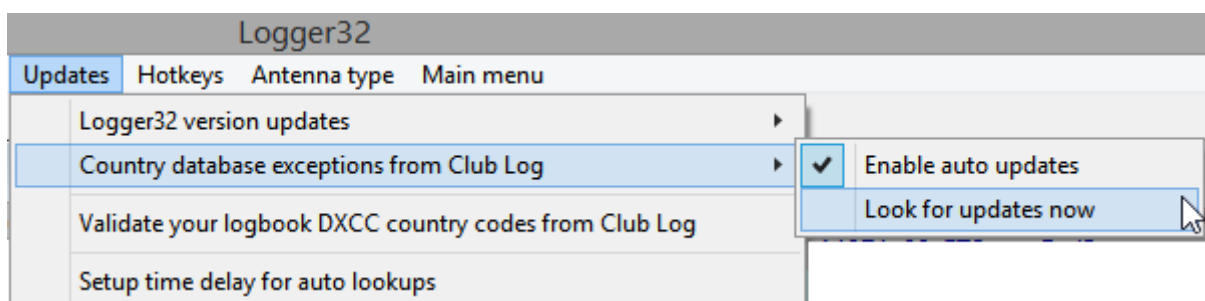 Logger32
Updates Hotkeys Antenna type Main menu
Logger32 version updates
Country database exceptions from Club Log
Enable auto updates
Look for updates now
Validate your logbook DXCC country codes from Club Log
Setup time delay for auto lookups